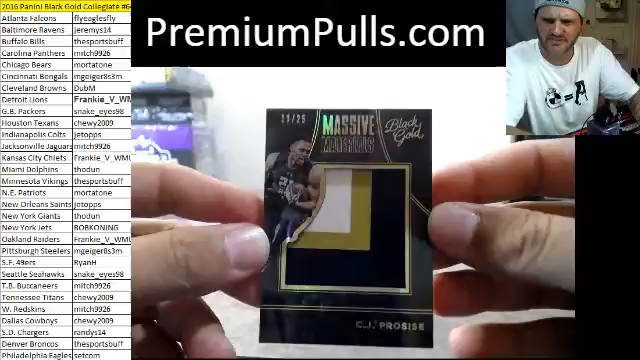 2016 Panini Black Gold Collegiate #6
Atlanta Falcons flyeaglesfly
Baltimore Ravens Jeremys14
Buffalo Bills thesportsbuff
Carolina Panthers mitch9926
Chicago Bears mortatone
Cincinnati Bengals mgeiger8s3m
Cleveland Browns DubM
Detroit Lions Frankie_V_WM
G.B. Packers snake_eyes98
Houston Texans chewy2009
Indianapolis Colts jetopps
Jacksonville Jaguars mitch9926
Kansas City Chiefs Frankie_V_WM
Miami Dolphins thodun
Minnesota Vikings thesportsbuff
N.E. Patriots mortatone
New Orleans Saints jetopps
New York Giants thodun
New York Jets BOBKONING
Oakland Raiders Frankie_V_WM
Pittsburgh Steelers mgeiger8s3m
S.F. 49ers RyanH
Seattle Seahawks snake_eyes98
T.B. Buccaneers mitch9926
Tennessee Titans chewy2009
W. Redskins mitch9926
Dallas Cowboys chewy2009
S.D. Chargers randys14
Denver Broncos thesportsbuff
Philadelphia Eagles setcom
PremiumPulls.com
MASSIVE
MATERIALS
Black
Gold
C.J. PROSISE